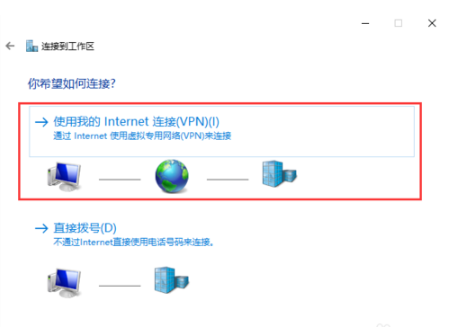 连接到工作区
你希望如何连接?
使用我的 Internet 连接(VPN)(I)
通过 Internet 使用虚拟专用网络(VPN)来连接
直接拨号(D)
不通过Internet直接使用电话号码来连接。